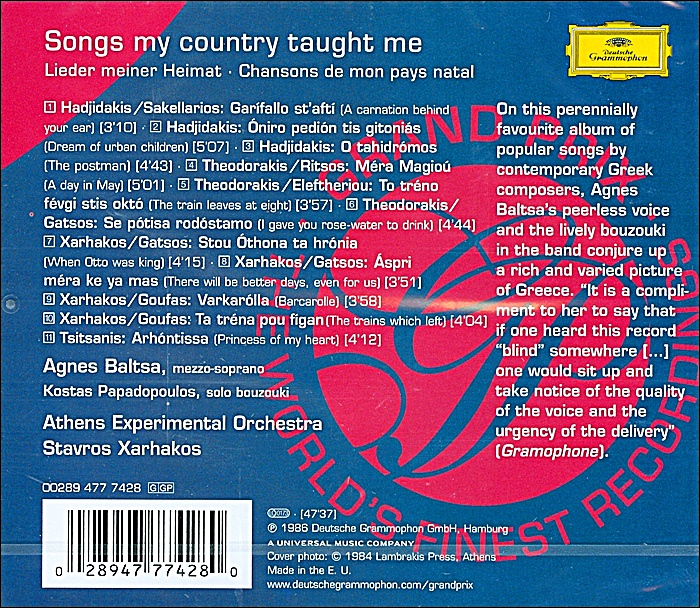 Songs my country taught me
Lieder meiner Heimat · Chansons de mon pays natal
Deutsche
Grammophon
1 Hadjidakis/Sakellarios: Garífallo st'aftí (A carnation behind
your ear) [3'10] · 2 Hadjidakis: Óniro pedión tis gitoniás
(Dream of urban children) [5'07] · 3 Hadjidakis: O tahidrómos
(The postman) [4'43] · 4 Theodorakis/Ritsos: Méra Magioú
(A day in May) [5'01] · 5 Theodorakis/Eleftheriou: To tréno
févgi stis októ (The train leaves at eight) [3'57] · 6 Theodorakis/
Gatsos: Se pótisa rodóstamo (I gave you rose-water to drink) [4'44]
7 Xarhakos/Gatsos: Stou Óthona ta hrónia
(When Otto was king) [4'15] · 8 Xarhakos/Gatsos: Áspri
méra ke ya mas (There will be better days, even for us) [3'51]
9 Xarhakos/Goufas: Varkarólla (Barcarolle) [3'58]
10 Xarhakos/Goufas: Ta tréna pou fígan (The trains which left) [4'04]
11 Tsitsanis: Arhóntissa (Princess of my heart) [4'12]
Agnes Baltsa, mezzo-soprano
Kostas Papadopoulos, solo bouzouki
Athens Experimental Orchestra
Stavros Xarhakos
On this perennially
favourite album of
popular songs by
contemporary Greek
composers, Agnes
Baltsa's peerless voice
and the lively bouzouki
in the band conjure up
a rich and varied picture
of Greece. "It is a compli-
ment to her to say that
if one heard this record
"blind" somewhere [...]
one would sit up and
take notice of the quality
of the voice and the
urgency of the delivery"
(Gramophone).
GRAND PRIX
WORLD'S FINEST RECORDINGS
00289 477 7428 GGP
0 28947 77428 0
· [47'37]
℗ 1986 Deutsche Grammophon GmbH, Hamburg
A UNIVERSAL MUSIC COMPANY
Cover photo: © 1984 Lambrakis Press, Athens
Made in the E. U.
www.deutschegrammophon.com/grandprix